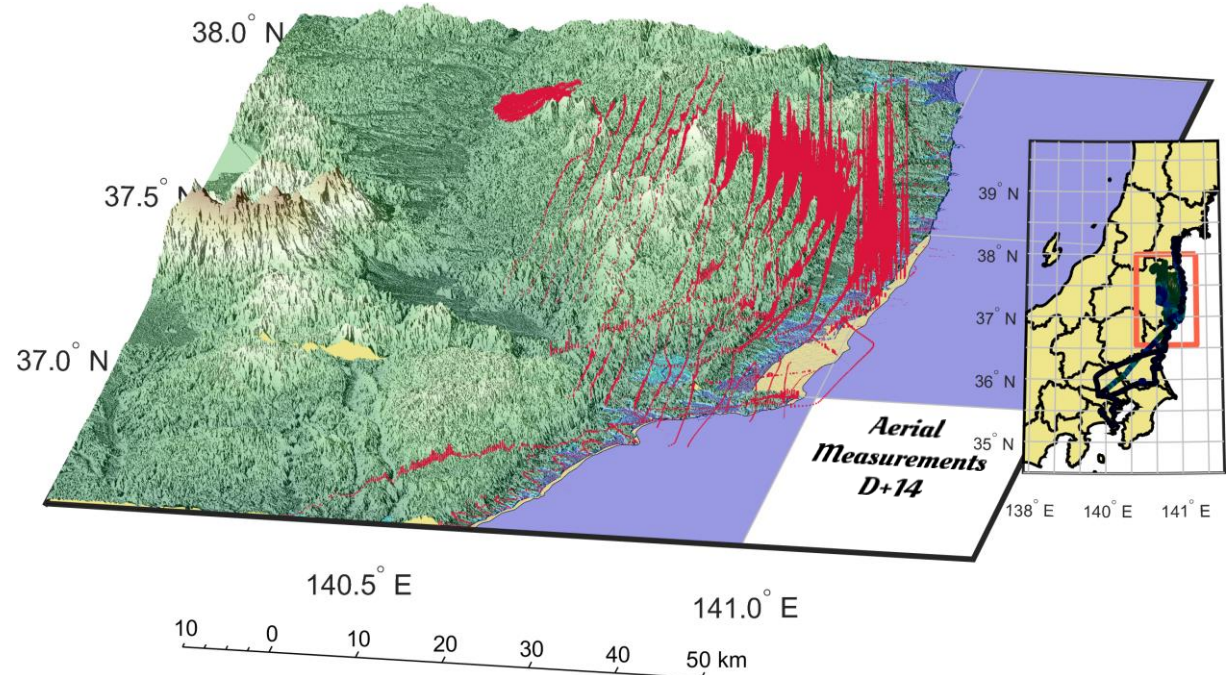 38.0° N
37.5° N
37.0° N
140.5° E
141.0° E
10 0 10 20 30 40 50 km
Aerial
Measurements
D+14
39° N
38° N
37° N
36° N
35° N
138° E 140° E 141° E